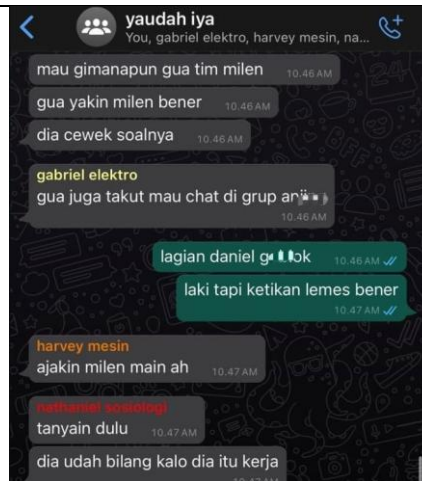 yaudah iya
You, gabriel elektro, harvey mesin, na...
mau gimanapun gua tim milen 10.46 AM
gua yakin milen bener 10.46 AM
dia cewek soalnya 10.46 AM
gabriel elektro
gua juga takut mau chat di grup
10.46 AM
lagian daniel 10.46 AM
laki tapi ketikan lemes bener
10.47 AM
harvey mesin
ajakin milen main ah 10.47 AM
nathaniel sosiologi
tanyain dulu 10.47 AM
dia udah bilang kalo dia itu kerja
10.47 AM